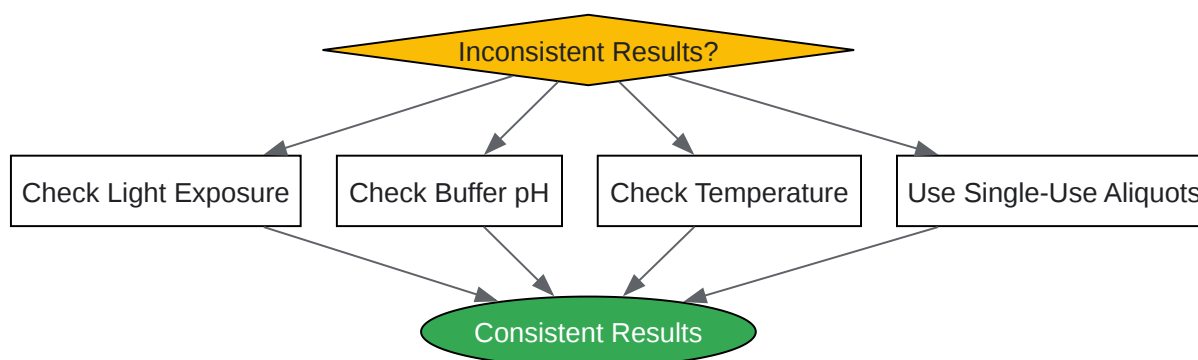 Inconsistent Results?
Check Light Exposure
Check Buffer pH
Check Temperature
Use Single-Use Aliquots
Consistent Results